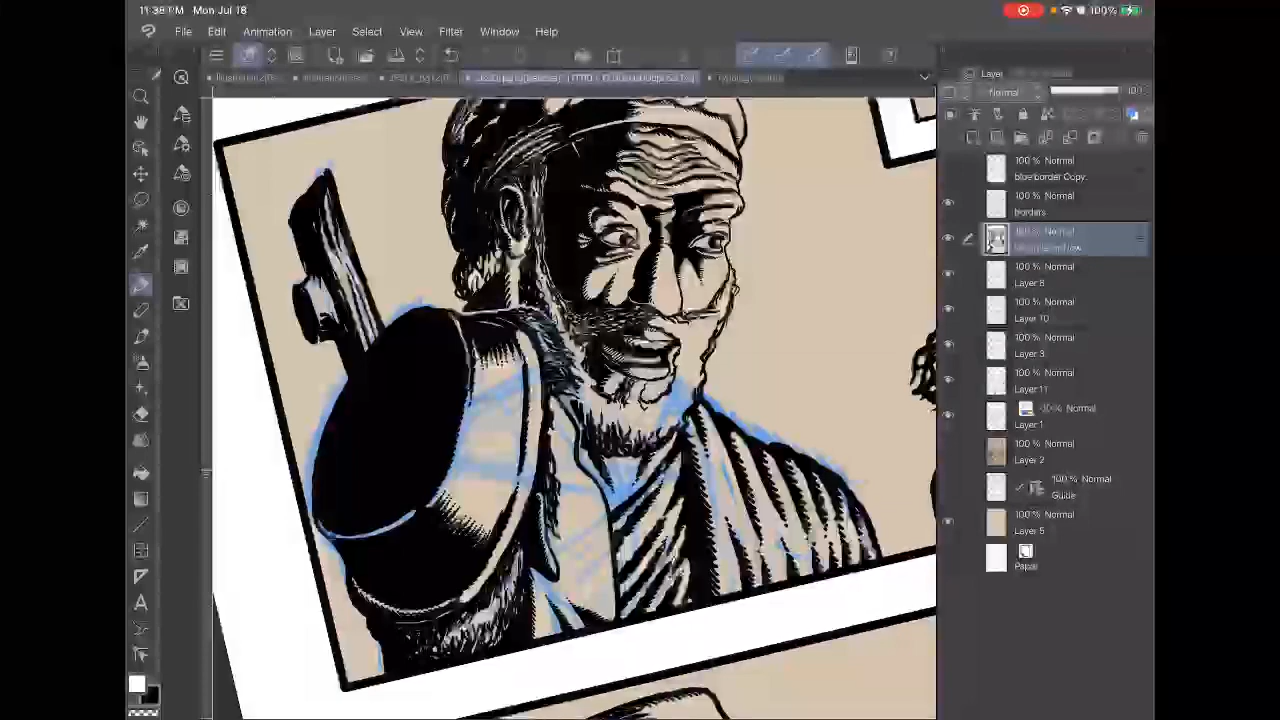 11:38 PM Mon Jul 18
100%
File Edit Animation Layer Select View Filter Window Help
Layer
Normal
100
100 % Normal
blue border Copy
100 % Normal
borders
100 % Normal
100 % Normal
Layer 8
100 % Normal
Layer 10
100 % Normal
Layer 3
100 % Normal
Layer 11
Normal
Layer 1
100 % Normal
Layer 2
100 % Normal
Guide
100 % Normal
Layer 5
Paper